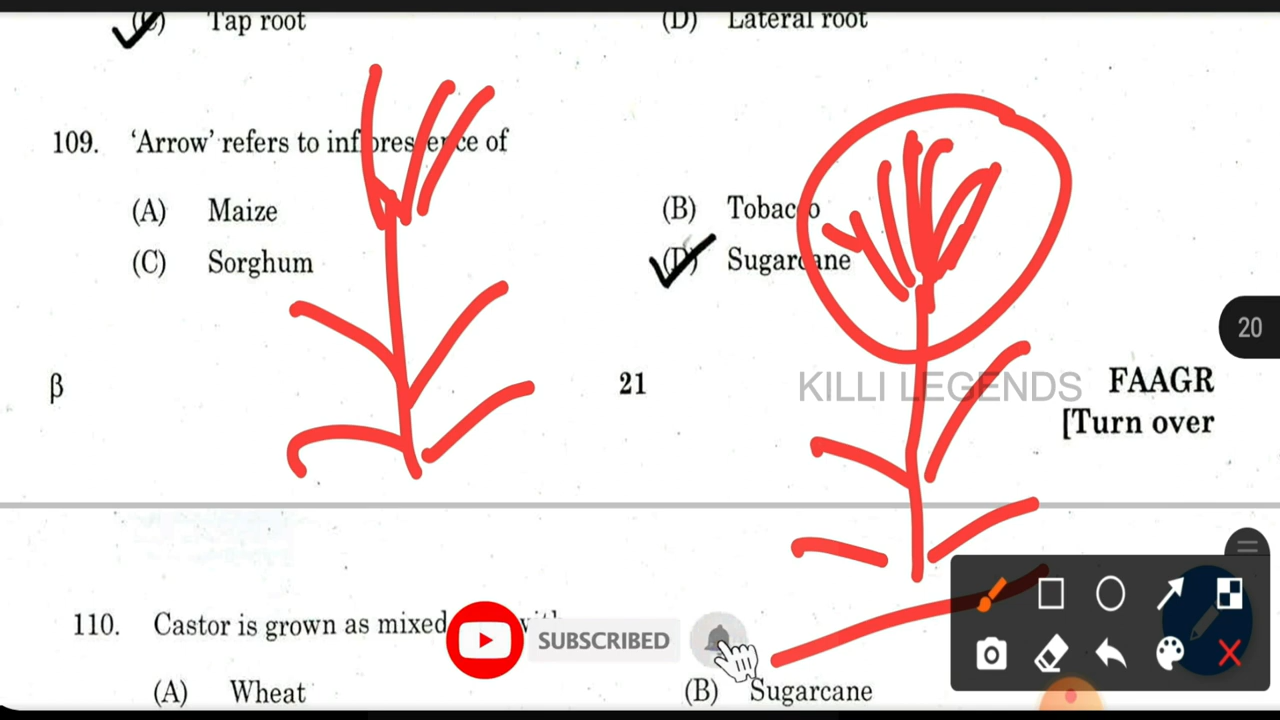 (C) Tap root (D) Lateral root
109. 'Arrow' refers to inflorescence of
(A) Maize (B) Tobacco
(C) Sorghum (D) Sugarcane
20
β 21 KILLI LEGENDS FAAGR
[Turn over
110. Castor is grown as mixed
SUBSCRIBED
(A) Wheat (B) Sugarcane